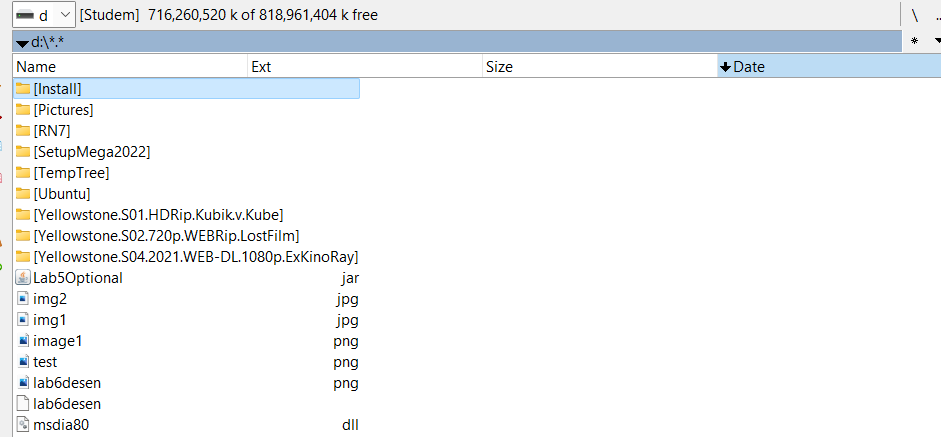 d [Studem] 716,260,520 k of 818,961,404 k free \ ..
d:\*.* *
Name Ext Size Date
[Install]
[Pictures]
[RN7]
[SetupMega2022]
[TempTree]
[Ubuntu]
[Yellowstone.S01.HDRip.Kubik.v.Kube]
[Yellowstone.S02.720p.WEBRip.LostFilm]
[Yellowstone.S04.2021.WEB-DL.1080p.ExKinoRay]
Lab5Optional jar
img2 jpg
img1 jpg
image1 png
test png
lab6desen png
lab6desen
msdia80 dll